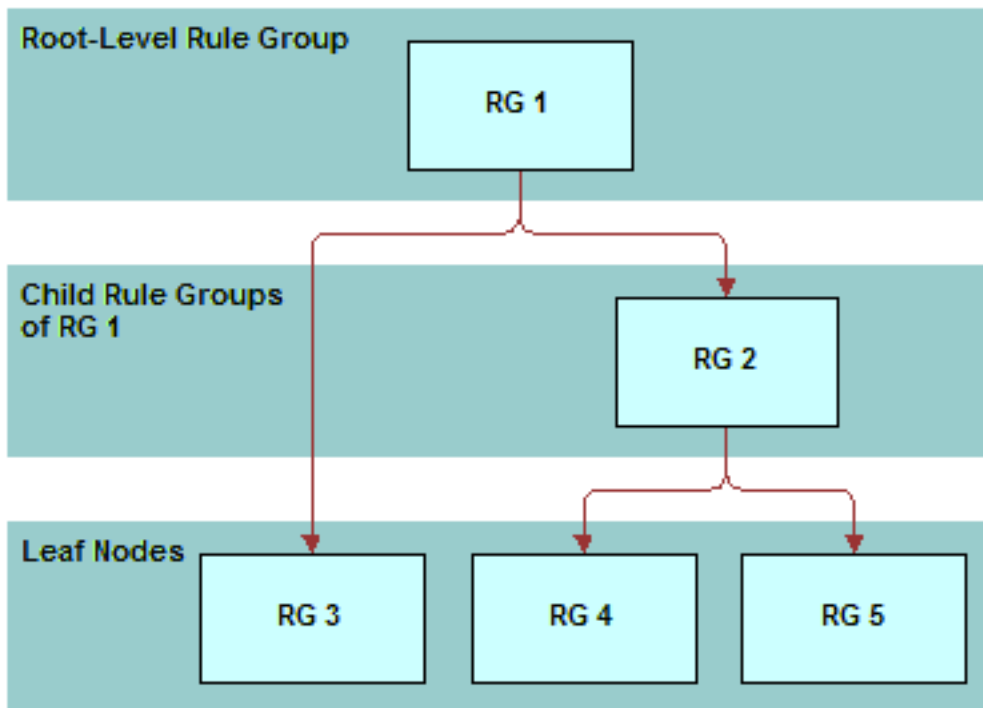 Root-Level Rule Group
RG 1
Child Rule Groups
of RG 1
RG 2
Leaf Nodes
RG 3
RG 4
RG 5